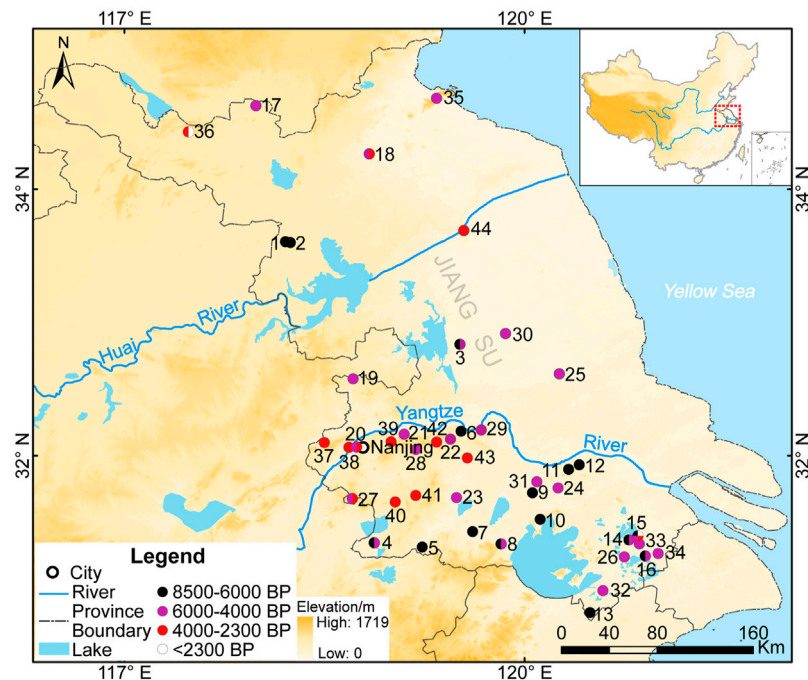 117° E
120° E
N
17
35
36
18
34° N
34° N
1
2
44
JIANG SU
Yellow Sea
River
Huai
30
3
25
19
Yangtze
River
20
39
21
42
6
29
Nanjing
37
38
28
22
43
32° N
32° N
11
12
31
24
9
27
41
23
40
10
15
7
14
33
4
5
8
26
34
16
32
13
Legend
City
River
Province
Boundary
Lake
8500-6000 BP
6000-4000 BP
4000-2300 BP
<2300 BP
Elevation/m
High: 1719
Low: 0
0 40 80 160
Km
117° E
120° E